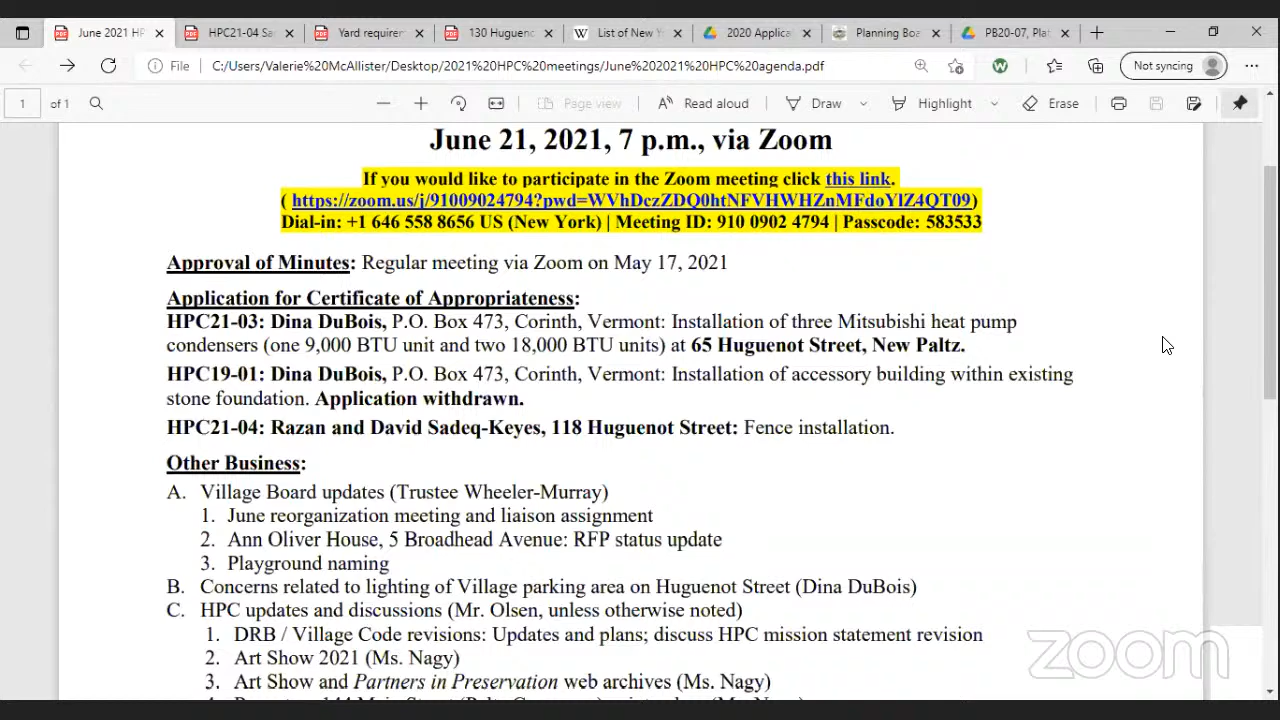 June 2021 HP
HPC21-04 Sa
Yard requirem
130 Huguenc
List of New Y
2020 Applica
Planning Boa
PB20-07, Pla
File
C:/Users/Valerie%20McAllister/Desktop/2021%20HPC%20meetings/June%202021%20HPC%20agenda.pdf
Not syncing
1 of 1
Page view
Read aloud
Draw
Highlight
Erase
June 21, 2021, 7 p.m., via Zoom
If you would like to participate in the Zoom meeting click this link.
( https://zoom.us/j/91009024794?pwd=WVhDczZDQ0htNFVHWHZnMFdoYlZ4QT09)
Dial-in: +1 646 558 8656 US (New York) | Meeting ID: 910 0902 4794 | Passcode: 583533
Approval of Minutes: Regular meeting via Zoom on May 17, 2021
Application for Certificate of Appropriateness:
HPC21-03: Dina DuBois, P.O. Box 473, Corinth, Vermont: Installation of three Mitsubishi heat pump
condensers (one 9,000 BTU unit and two 18,000 BTU units) at 65 Huguenot Street, New Paltz.
HPC19-01: Dina DuBois, P.O. Box 473, Corinth, Vermont: Installation of accessory building within existing
stone foundation. Application withdrawn.
HPC21-04: Razan and David Sadeq-Keyes, 118 Huguenot Street: Fence installation.
Other Business:
A. Village Board updates (Trustee Wheeler-Murray)
1. June reorganization meeting and liaison assignment
2. Ann Oliver House, 5 Broadhead Avenue: RFP status update
3. Playground naming
B. Concerns related to lighting of Village parking area on Huguenot Street (Dina DuBois)
C. HPC updates and discussions (Mr. Olsen, unless otherwise noted)
1. DRB / Village Code revisions: Updates and plans; discuss HPC mission statement revision
2. Art Show 2021 (Ms. Nagy)
3. Art Show and Partners in Preservation web archives (Ms. Nagy)
zoom